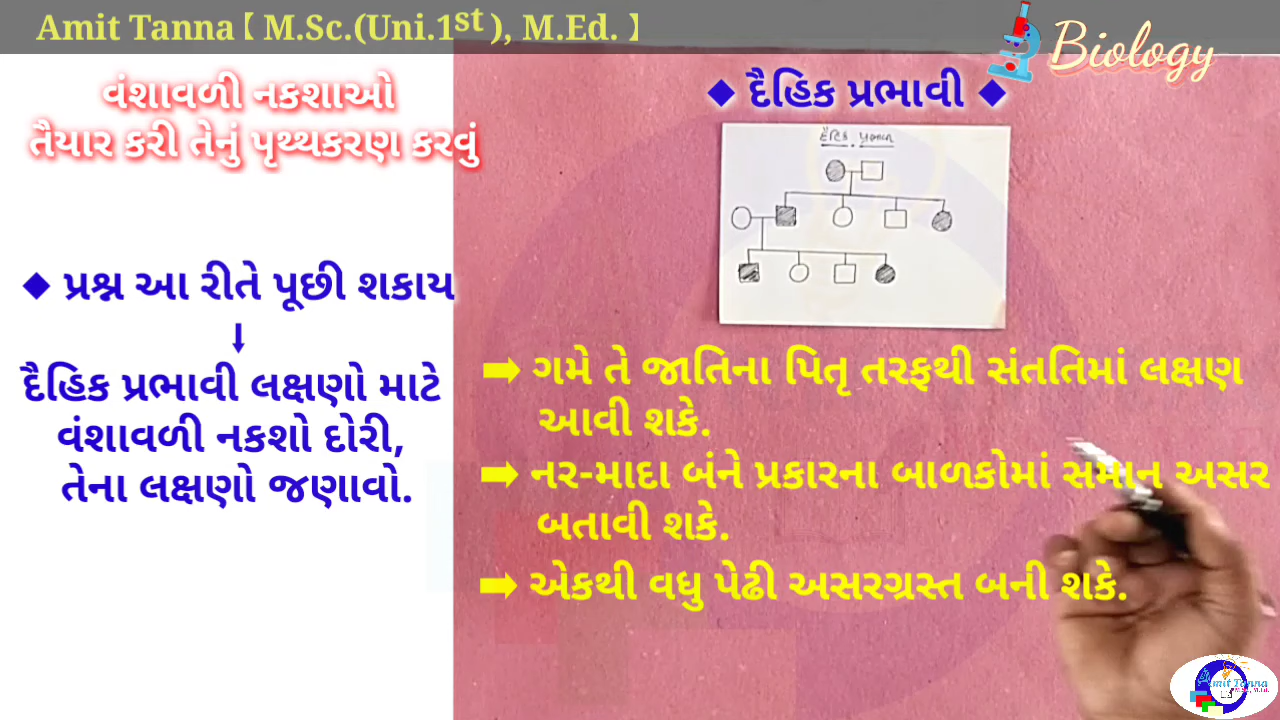 Amit Tanna【 M.Sc.(Uni.1st ), M.Ed. 】
Biology
વંશાવળી નકશાઓ
તૈયાર કરી તેનું પૃથ્થકરણ કરવું
◆ પ્રશ્ન આ રીતે પૂછી શકાય
⬇
દૈહિક પ્રભાવી લક્ષણો માટે
વંશાવળી નકશો દોરી,
તેના લક્ષણો જણાવો.
◆ દૈહિક પ્રભાવી ◆
➡ ગમે તે જાતિના પિતૃ તરફથી સંતતિમાં લક્ષણ
આવી શકે.
➡ નર-માદા બંને પ્રકારના બાળકોમાં સમાન અસર
બતાવી શકે.
➡ એકથી વધુ પેઢી અસરગ્રસ્ત બની શકે.
Amit Tanna